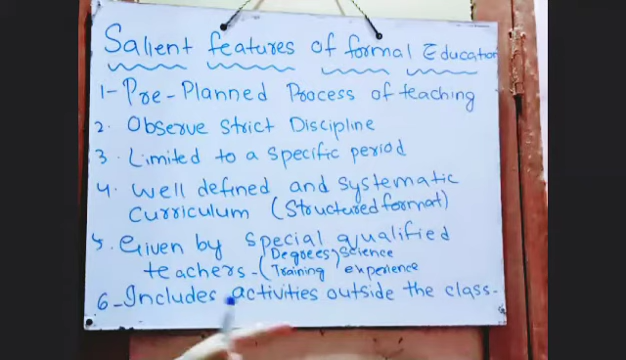 Salient features of formal Education
1- Pre-Planned Process of teaching
2. Observe Strict Discipline
3. Limited to a specific period
4. Well defined and systematic
curriculum (Structured format)
5. Given by special qualified
(Degrees, Science
teachers - (Training experience
6- Includes activities outside the class-